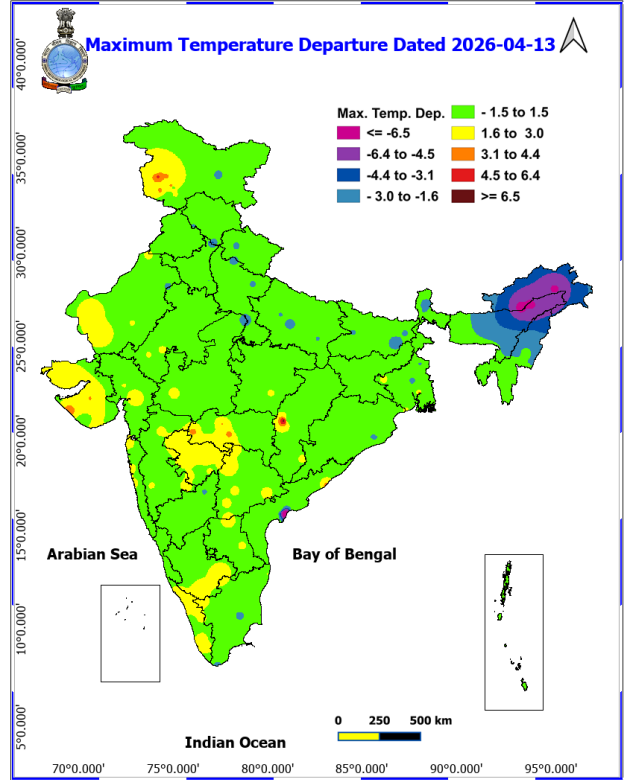 Maximum Temperature Departure Dated 2026-04-13
Max. Temp. Dep.
<= -6.5
-6.4 to -4.5
-4.4 to -3.1
- 3.0 to -1.6
- 1.5 to 1.5
1.6 to 3.0
3.1 to 4.4
4.5 to 6.4
>= 6.5
40°0.000'
35°0.000'
30°0.000'
25°0.000'
20°0.000'
15°0.000'
10°0.000'
5°0.000'
Arabian Sea
Bay of Bengal
Indian Ocean
0 250 500 km
70°0.000' 75°0.000' 80°0.000' 85°0.000' 90°0.000' 95°0.000'